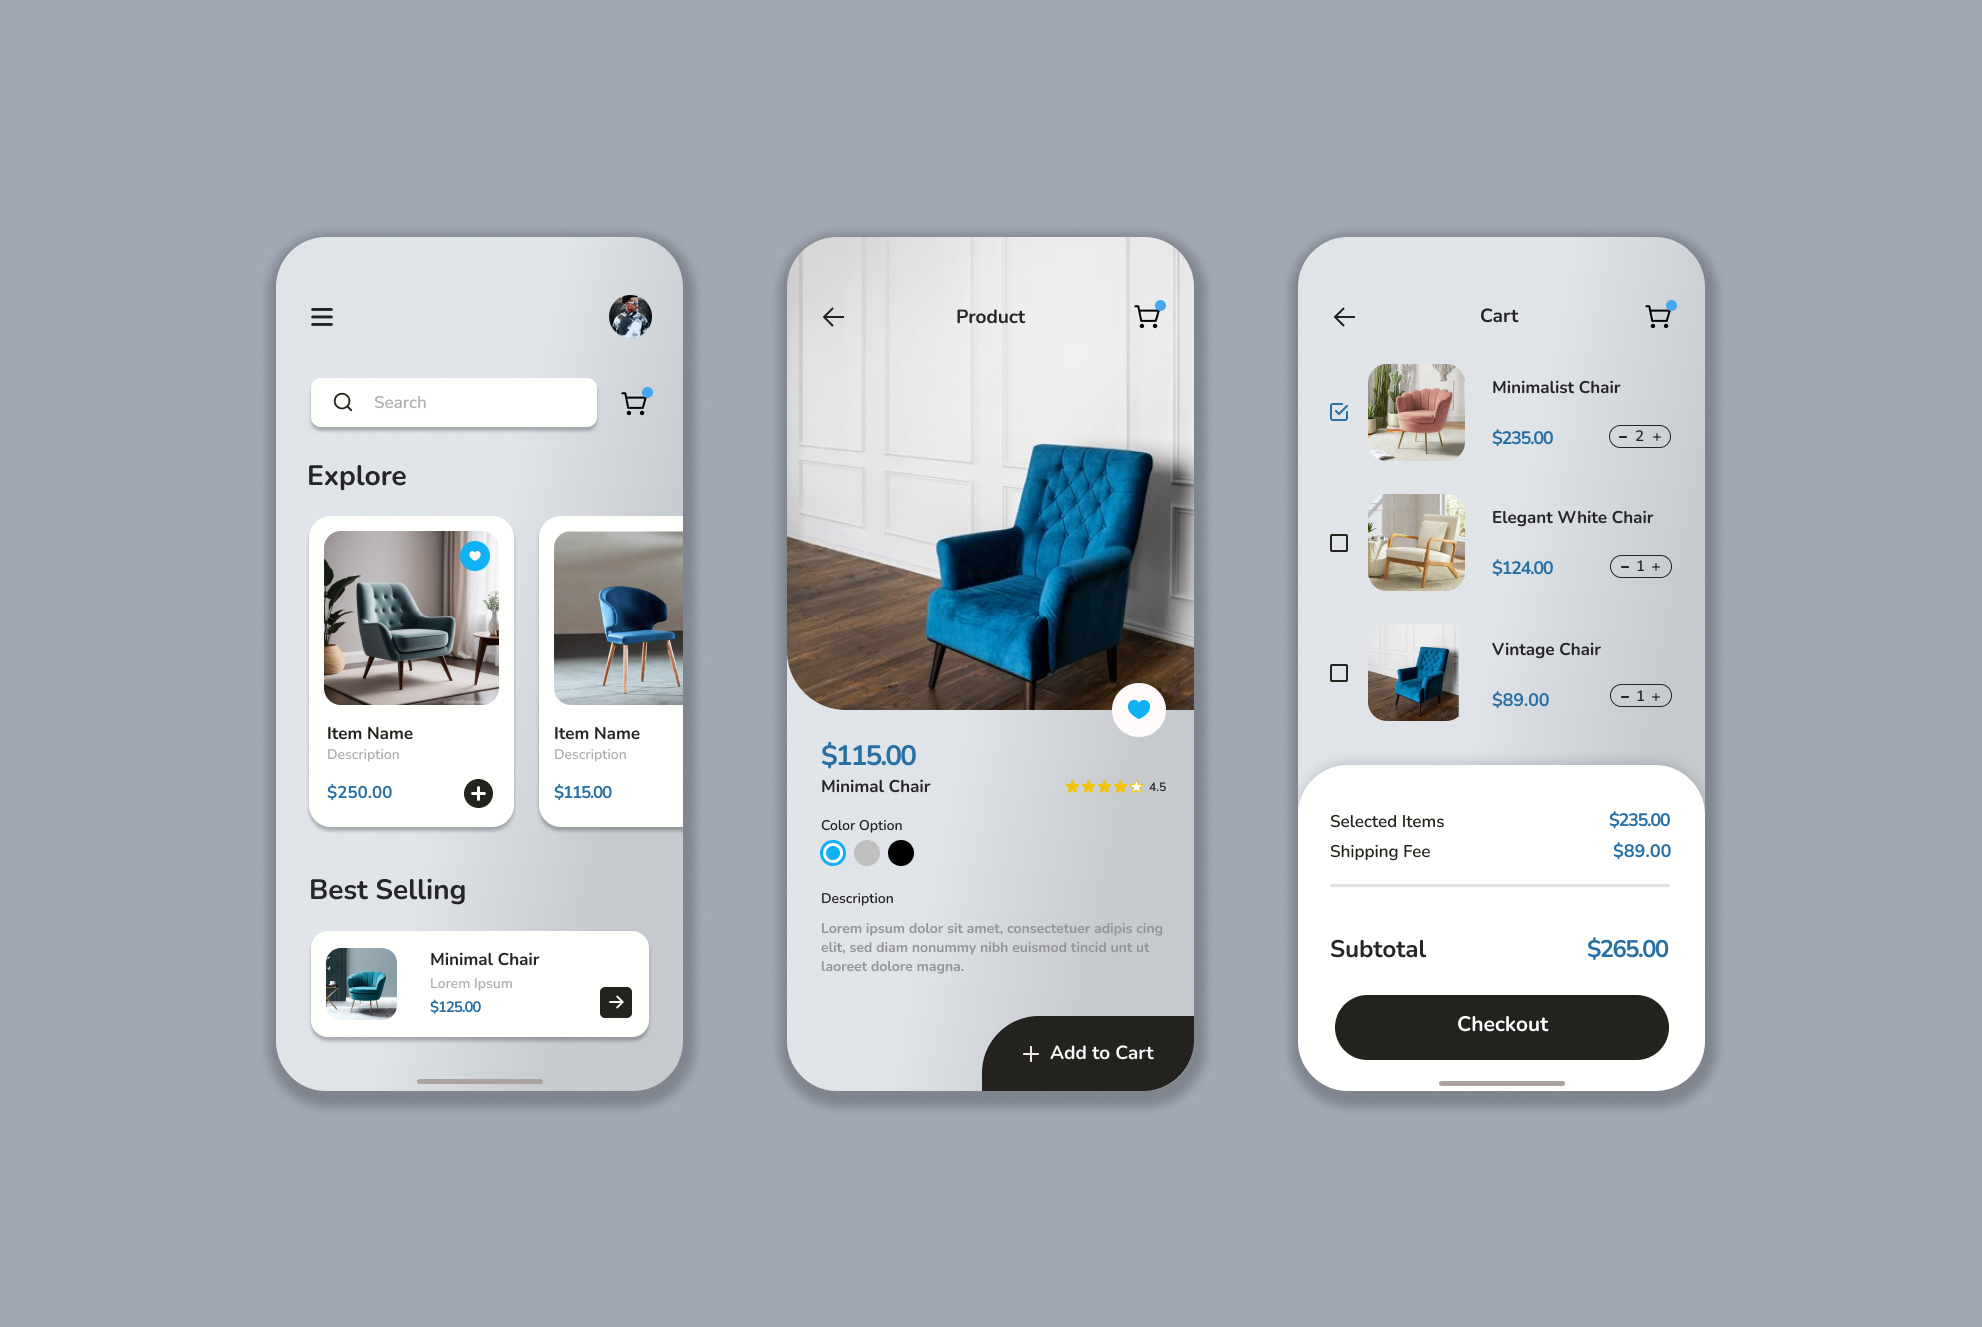 Search
Explore
Item Name
Description
$250.00
Item Name
Description
$115.00
Best Selling
Minimal Chair
Lorem Ipsum
$125.00
Product
$115.00
Minimal Chair
4.5
Color Option
Description
Lorem ipsum dolor sit amet, consectetuer adipis cing
elit, sed diam nonummy nibh euismod tincid unt ut
laoreet dolore magna.
+ Add to Cart
Cart
Minimalist Chair
$235.00
- 2 +
Elegant White Chair
$124.00
- 1 +
Vintage Chair
$89.00
- 1 +
Selected Items $235.00
Shipping Fee $89.00
Subtotal $265.00
Checkout